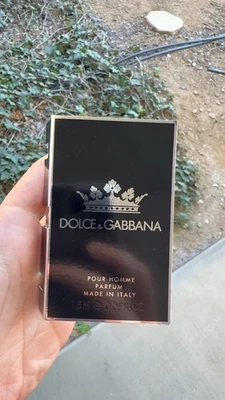 DOLCE & GABBANA
POUR HOMME
PARFUM
MADE IN ITALY